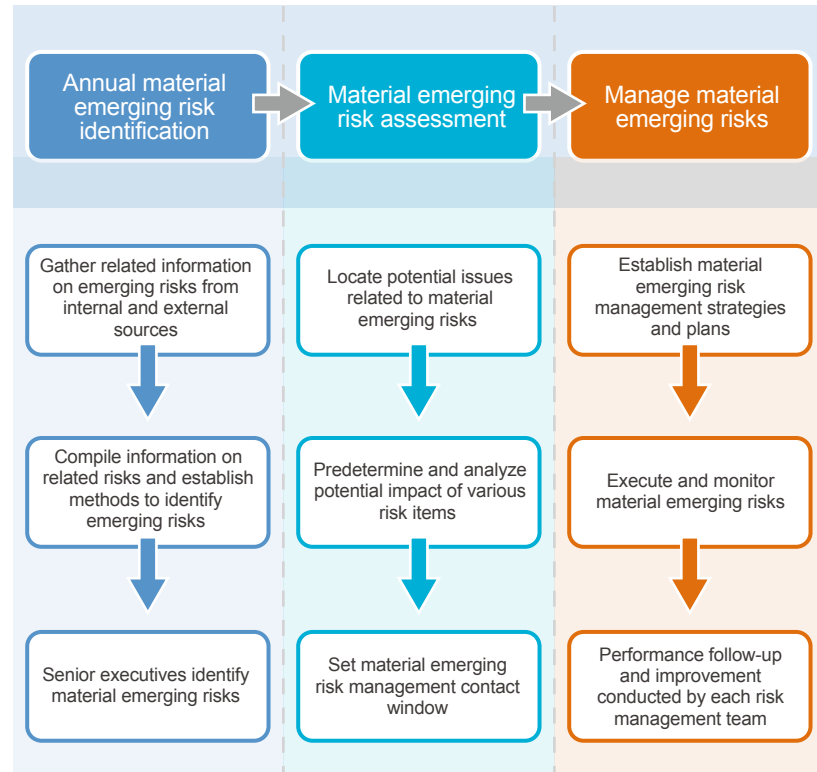 Annual material
emerging risk
identification
Material emerging
risk assessment
Manage material
emerging risks
Gather related information
on emerging risks from
internal and external
sources
Compile information on
related risks and establish
methods to identify
emerging risks
Senior executives identify
material emerging risks
Locate potential issues
related to material
emerging risks
Predetermine and analyze
potential impact of various
risk items
Set material emerging
risk management contact
window
Establish material
emerging risk
management strategies
and plans
Execute and monitor
material emerging risks
Performance follow-up
and improvement
conducted by each risk
management team